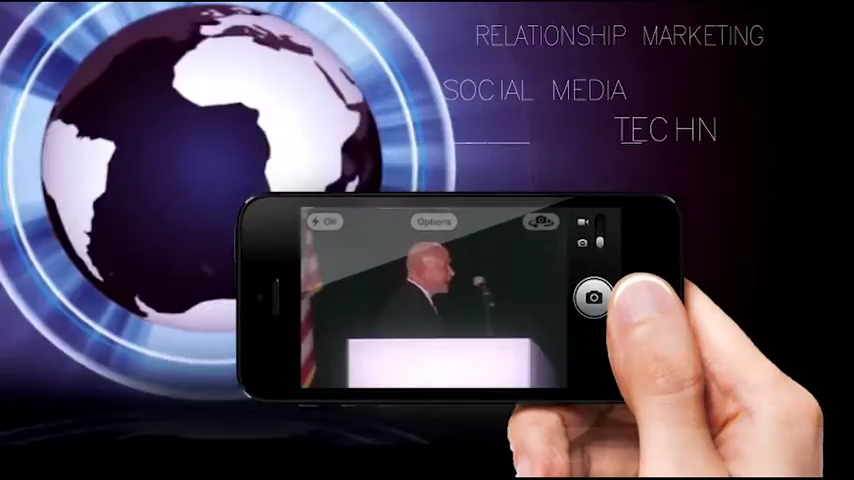 RELATIONSHIP MARKETING
SOCIAL MEDIA
TECHN
Off
Options